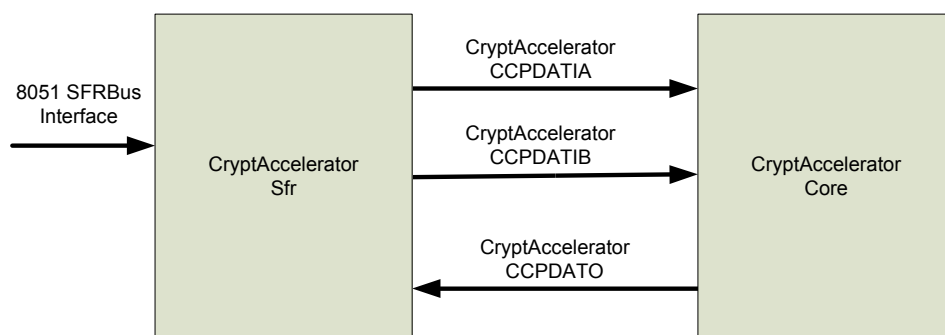 8051 SFRBus
Interface
CryptAccelerator
Sfr
CryptAccelerator
CCPDATIA
CryptAccelerator
CCPDATIB
CryptAccelerator
CCPDATO
CryptAccelerator
Core